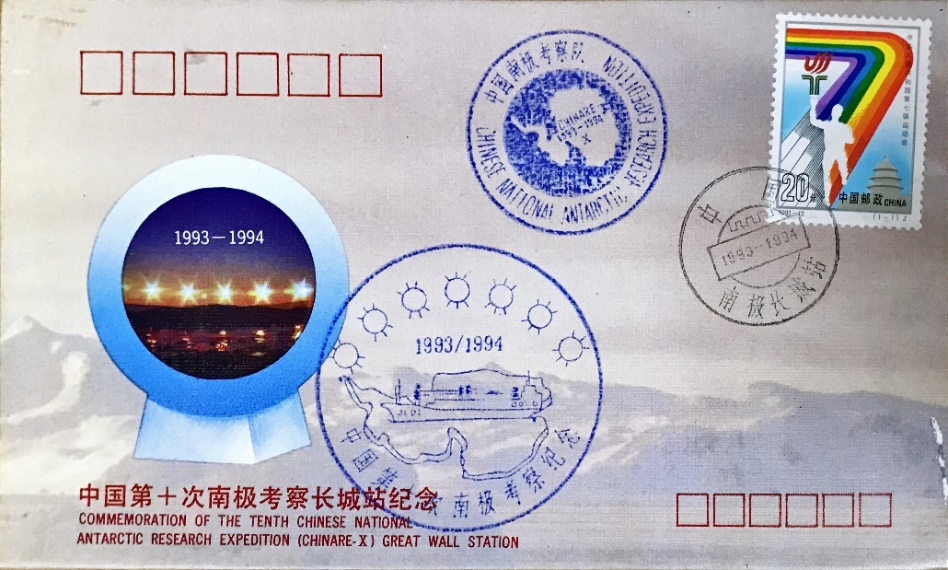 中国南极考察队
CHINESE NATIONAL ANTARCTIC RESEARCH EXPEDITION
CHINARE
1993-1994
X
20分
中国邮政 CHINA
1993-12
(1-1) J
中国
1993--1994
南极长城站
1993－1994
1993/1994
中国第十次南极考察纪念
中国第十次南极考察长城站纪念
COMMEMORATION OF THE TENTH CHINESE NATIONAL
ANTARCTIC RESEARCH EXPEDITION (CHINARE-X) GREAT WALL STATION